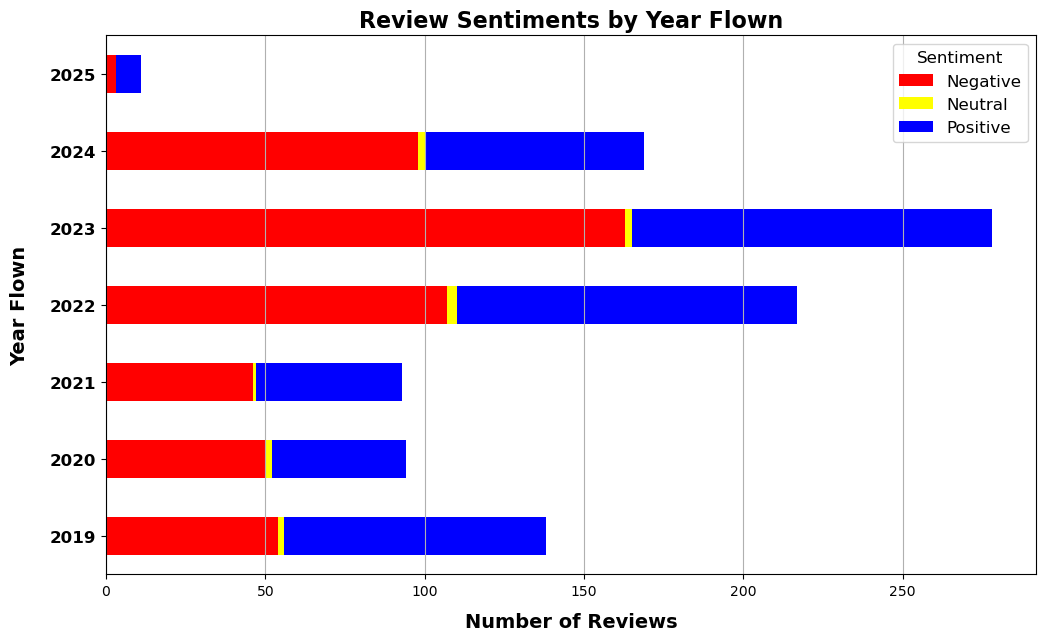 Review Sentiments by Year Flown
Sentiment
Negative
Neutral
Positive
Year Flown
2025
2024
2023
2022
2021
2020
2019
0 50 100 150 200 250
Number of Reviews